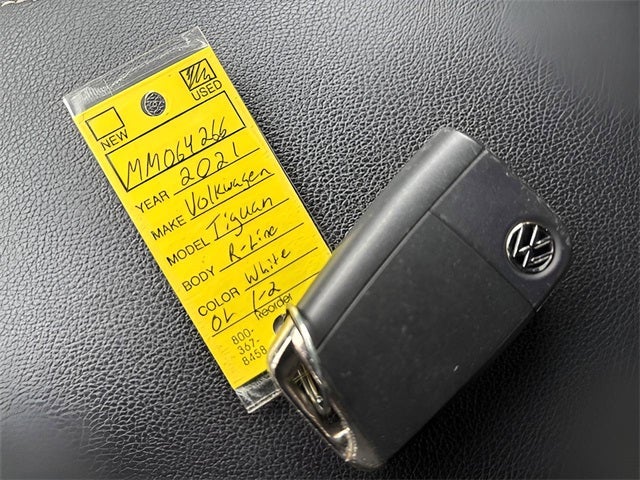 NEW
USED
MM064266
YEAR 2021
MAKE Volkwagen
MODEL Tiguan
BODY R-Line
COLOR White
OL 1-2
Reorder
800-
367-
8458